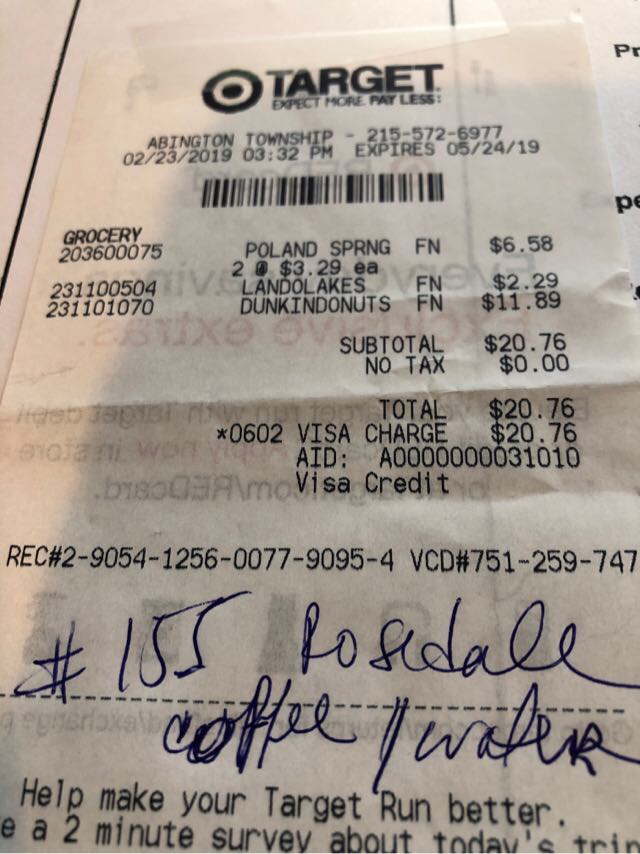 Pr
TARGET
EXPECT MORE. PAY LESS.
ABINGTON TOWNSHIP - 215-572-6977
02/23/2019 03:32 PM EXPIRES 05/24/19
pe
GROCERY
203600075 POLAND SPRNG FN $6.58
2 @ $3.29 ea
231100504 LANDOLAKES FN $2.29
231101070 DUNKINDONUTS FN $11.89
SUBTOTAL $20.76
NO TAX $0.00
TOTAL $20.76
*0602 VISA CHARGE $20.76
AID: A0000000031010
Visa Credit
REC#2-9054-1256-0077-9095-4 VCD#751-259-747
# 155 Rosedale
coffee / water
Help make your Target Run better.
e a 2 minute survey about today's trip